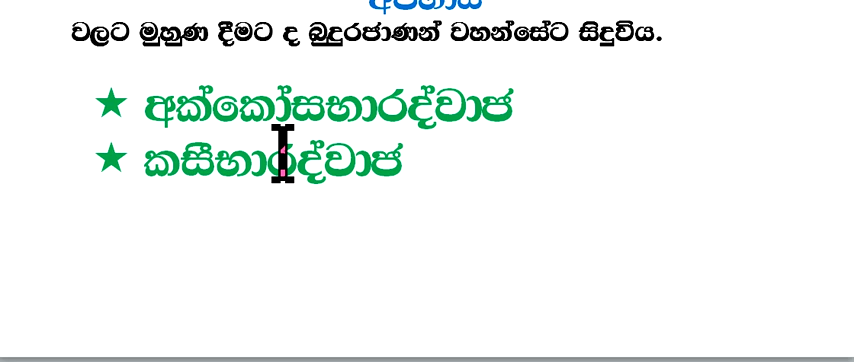 වලට මුහුණ දීමට ද බුදුරජාණන් වහන්සේට සිදුවිය.
★ අක්කෝසභාරද්වාජ
★ කසීභාරද්වාජ